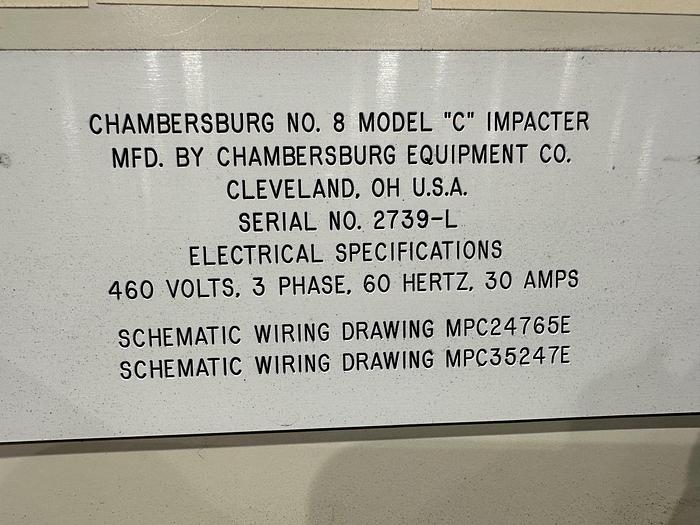 CHAMBERSBURG NO. 8 MODEL "C" IMPACTER
MFD. BY CHAMBERSBURG EQUIPMENT CO.
CLEVELAND, OH U.S.A.
SERIAL NO. 2739-L
ELECTRICAL SPECIFICATIONS
460 VOLTS, 3 PHASE, 60 HERTZ, 30 AMPS
SCHEMATIC WIRING DRAWING MPC24765E
SCHEMATIC WIRING DRAWING MPC35247E